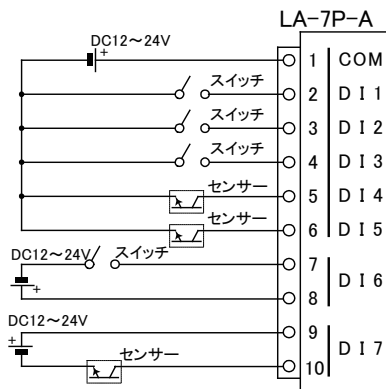 LA-7P-A
DC12～24V
+
1 COM
スイッチ
2 DI1
スイッチ
3 DI2
スイッチ
4 DI3
センサー
5 DI4
センサー
6 DI5
DC12～24V
スイッチ
7
DI6
+
8
DC12～24V
9
+
DI7
センサー
10